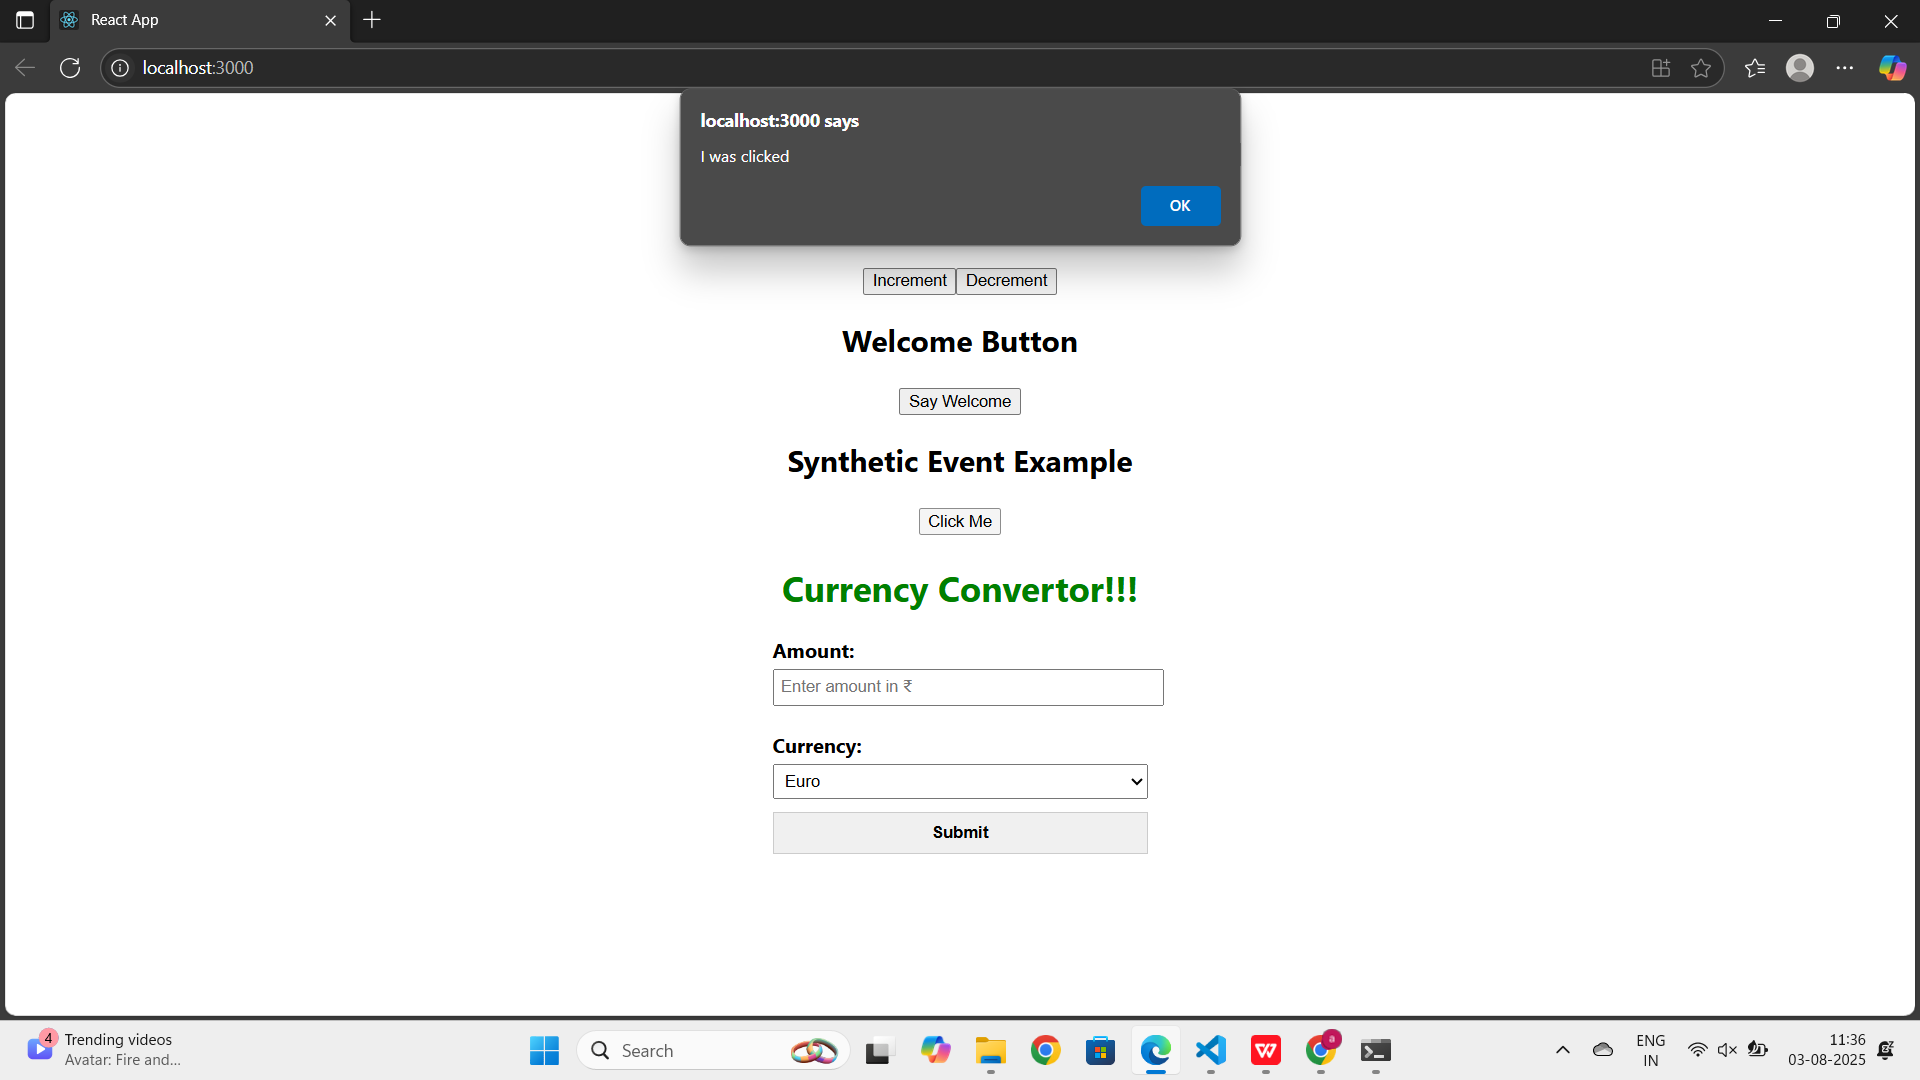 React App
localhost:3000
localhost:3000 says
I was clicked
OK
Increment Decrement
Welcome Button
Say Welcome
Synthetic Event Example
Click Me
Currency Convertor!!!
Amount:
Enter amount in ₹
Currency:
Euro
Submit
4 Trending videos
Avatar: Fire and...
Search
a
ENG
IN
11:36
03-08-2025